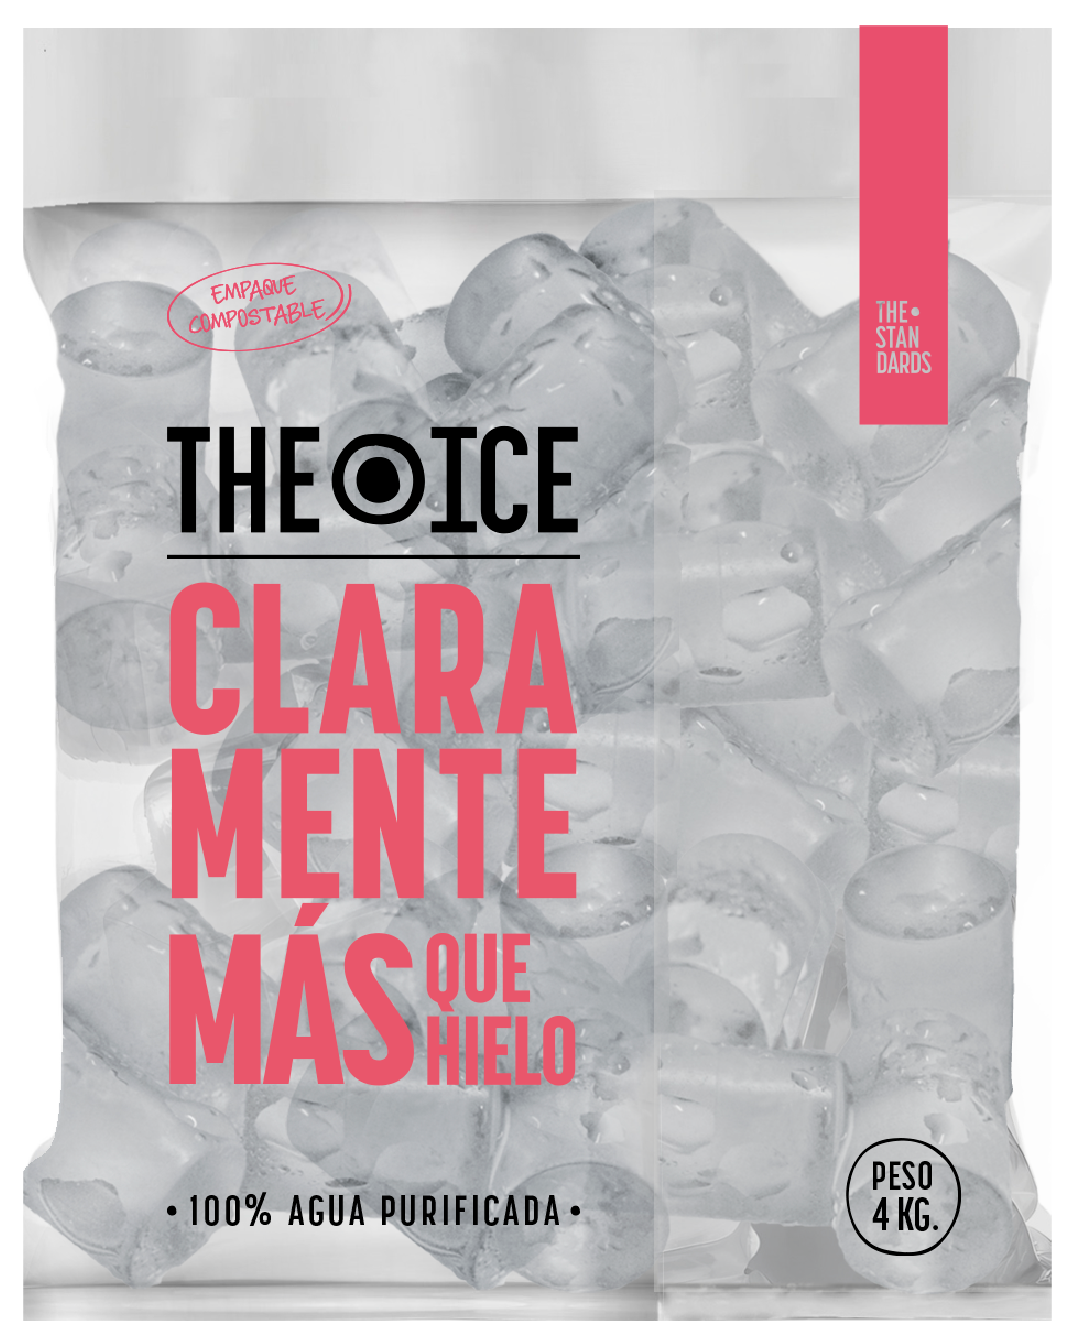 EMPAQUE
COMPOSTABLE
THE•
STAN
DARDS
THE ICE
CLARA
MENTE
MÁS QUE
HIELO
• 100% AGUA PURIFICADA •
PESO
4 KG.